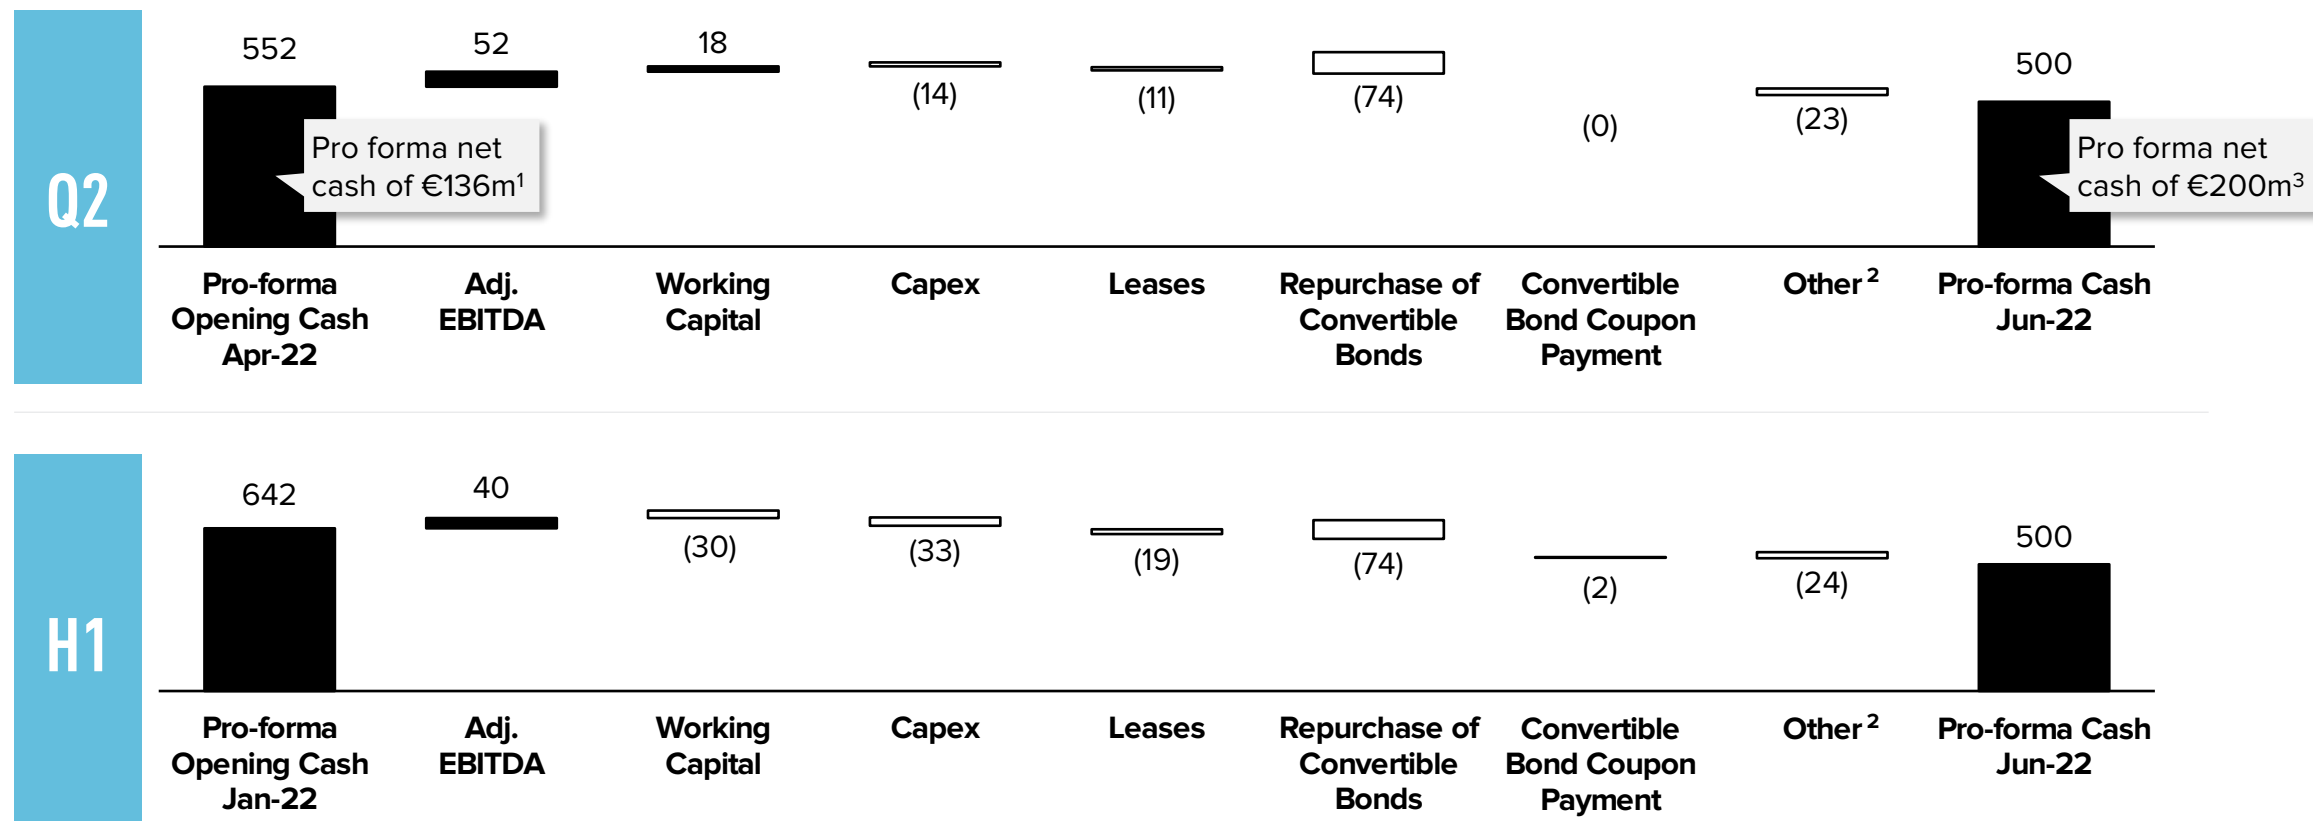 Q2
552
52
18
(14)
(11)
(74)
(0)
(23)
500
Pro forma net
cash of €136m¹
Pro forma net
cash of €200m³
Pro-forma
Opening Cash
Apr-22
Adj.
EBITDA
Working
Capital
Capex
Leases
Repurchase of
Convertible
Bonds
Convertible
Bond Coupon
Payment
Other ²
Pro-forma Cash
Jun-22
H1
642
40
(30)
(33)
(19)
(74)
(2)
(24)
500
Pro-forma
Opening Cash
Jan-22
Adj.
EBITDA
Working
Capital
Capex
Leases
Repurchase of
Convertible
Bonds
Convertible
Bond Coupon
Payment
Other ²
Pro-forma Cash
Jun-22